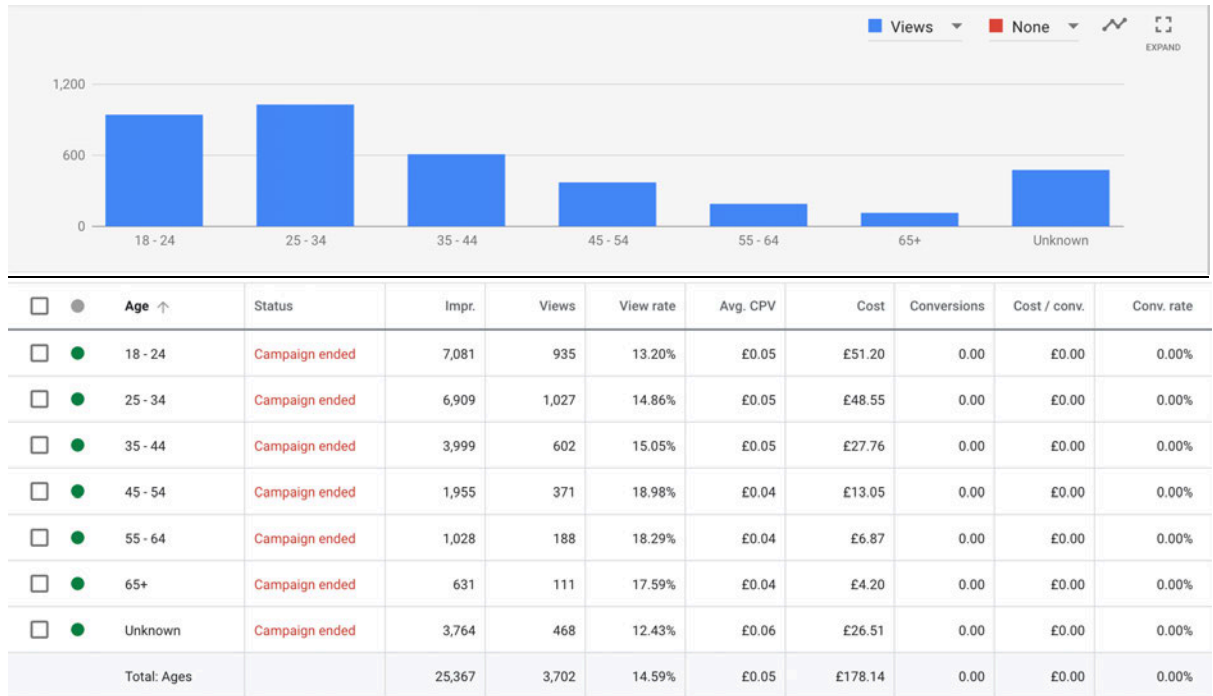 Views None
EXPAND
1,200
600
0
18 - 24 25 - 34 35 - 44 45 - 54 55 - 64 65+ Unknown
Age Status Impr. Views View rate Avg. CPV Cost Conversions Cost / conv. Conv. rate
18 - 24 Campaign ended 7,081 935 13.20% £0.05 £51.20 0.00 £0.00 0.00%
25 - 34 Campaign ended 6,909 1,027 14.86% £0.05 £48.55 0.00 £0.00 0.00%
35 - 44 Campaign ended 3,999 602 15.05% £0.05 £27.76 0.00 £0.00 0.00%
45 - 54 Campaign ended 1,955 371 18.98% £0.04 £13.05 0.00 £0.00 0.00%
55 - 64 Campaign ended 1,028 188 18.29% £0.04 £6.87 0.00 £0.00 0.00%
65+ Campaign ended 631 111 17.59% £0.04 £4.20 0.00 £0.00 0.00%
Unknown Campaign ended 3,764 468 12.43% £0.06 £26.51 0.00 £0.00 0.00%
Total: Ages 25,367 3,702 14.59% £0.05 £178.14 0.00 £0.00 0.00%